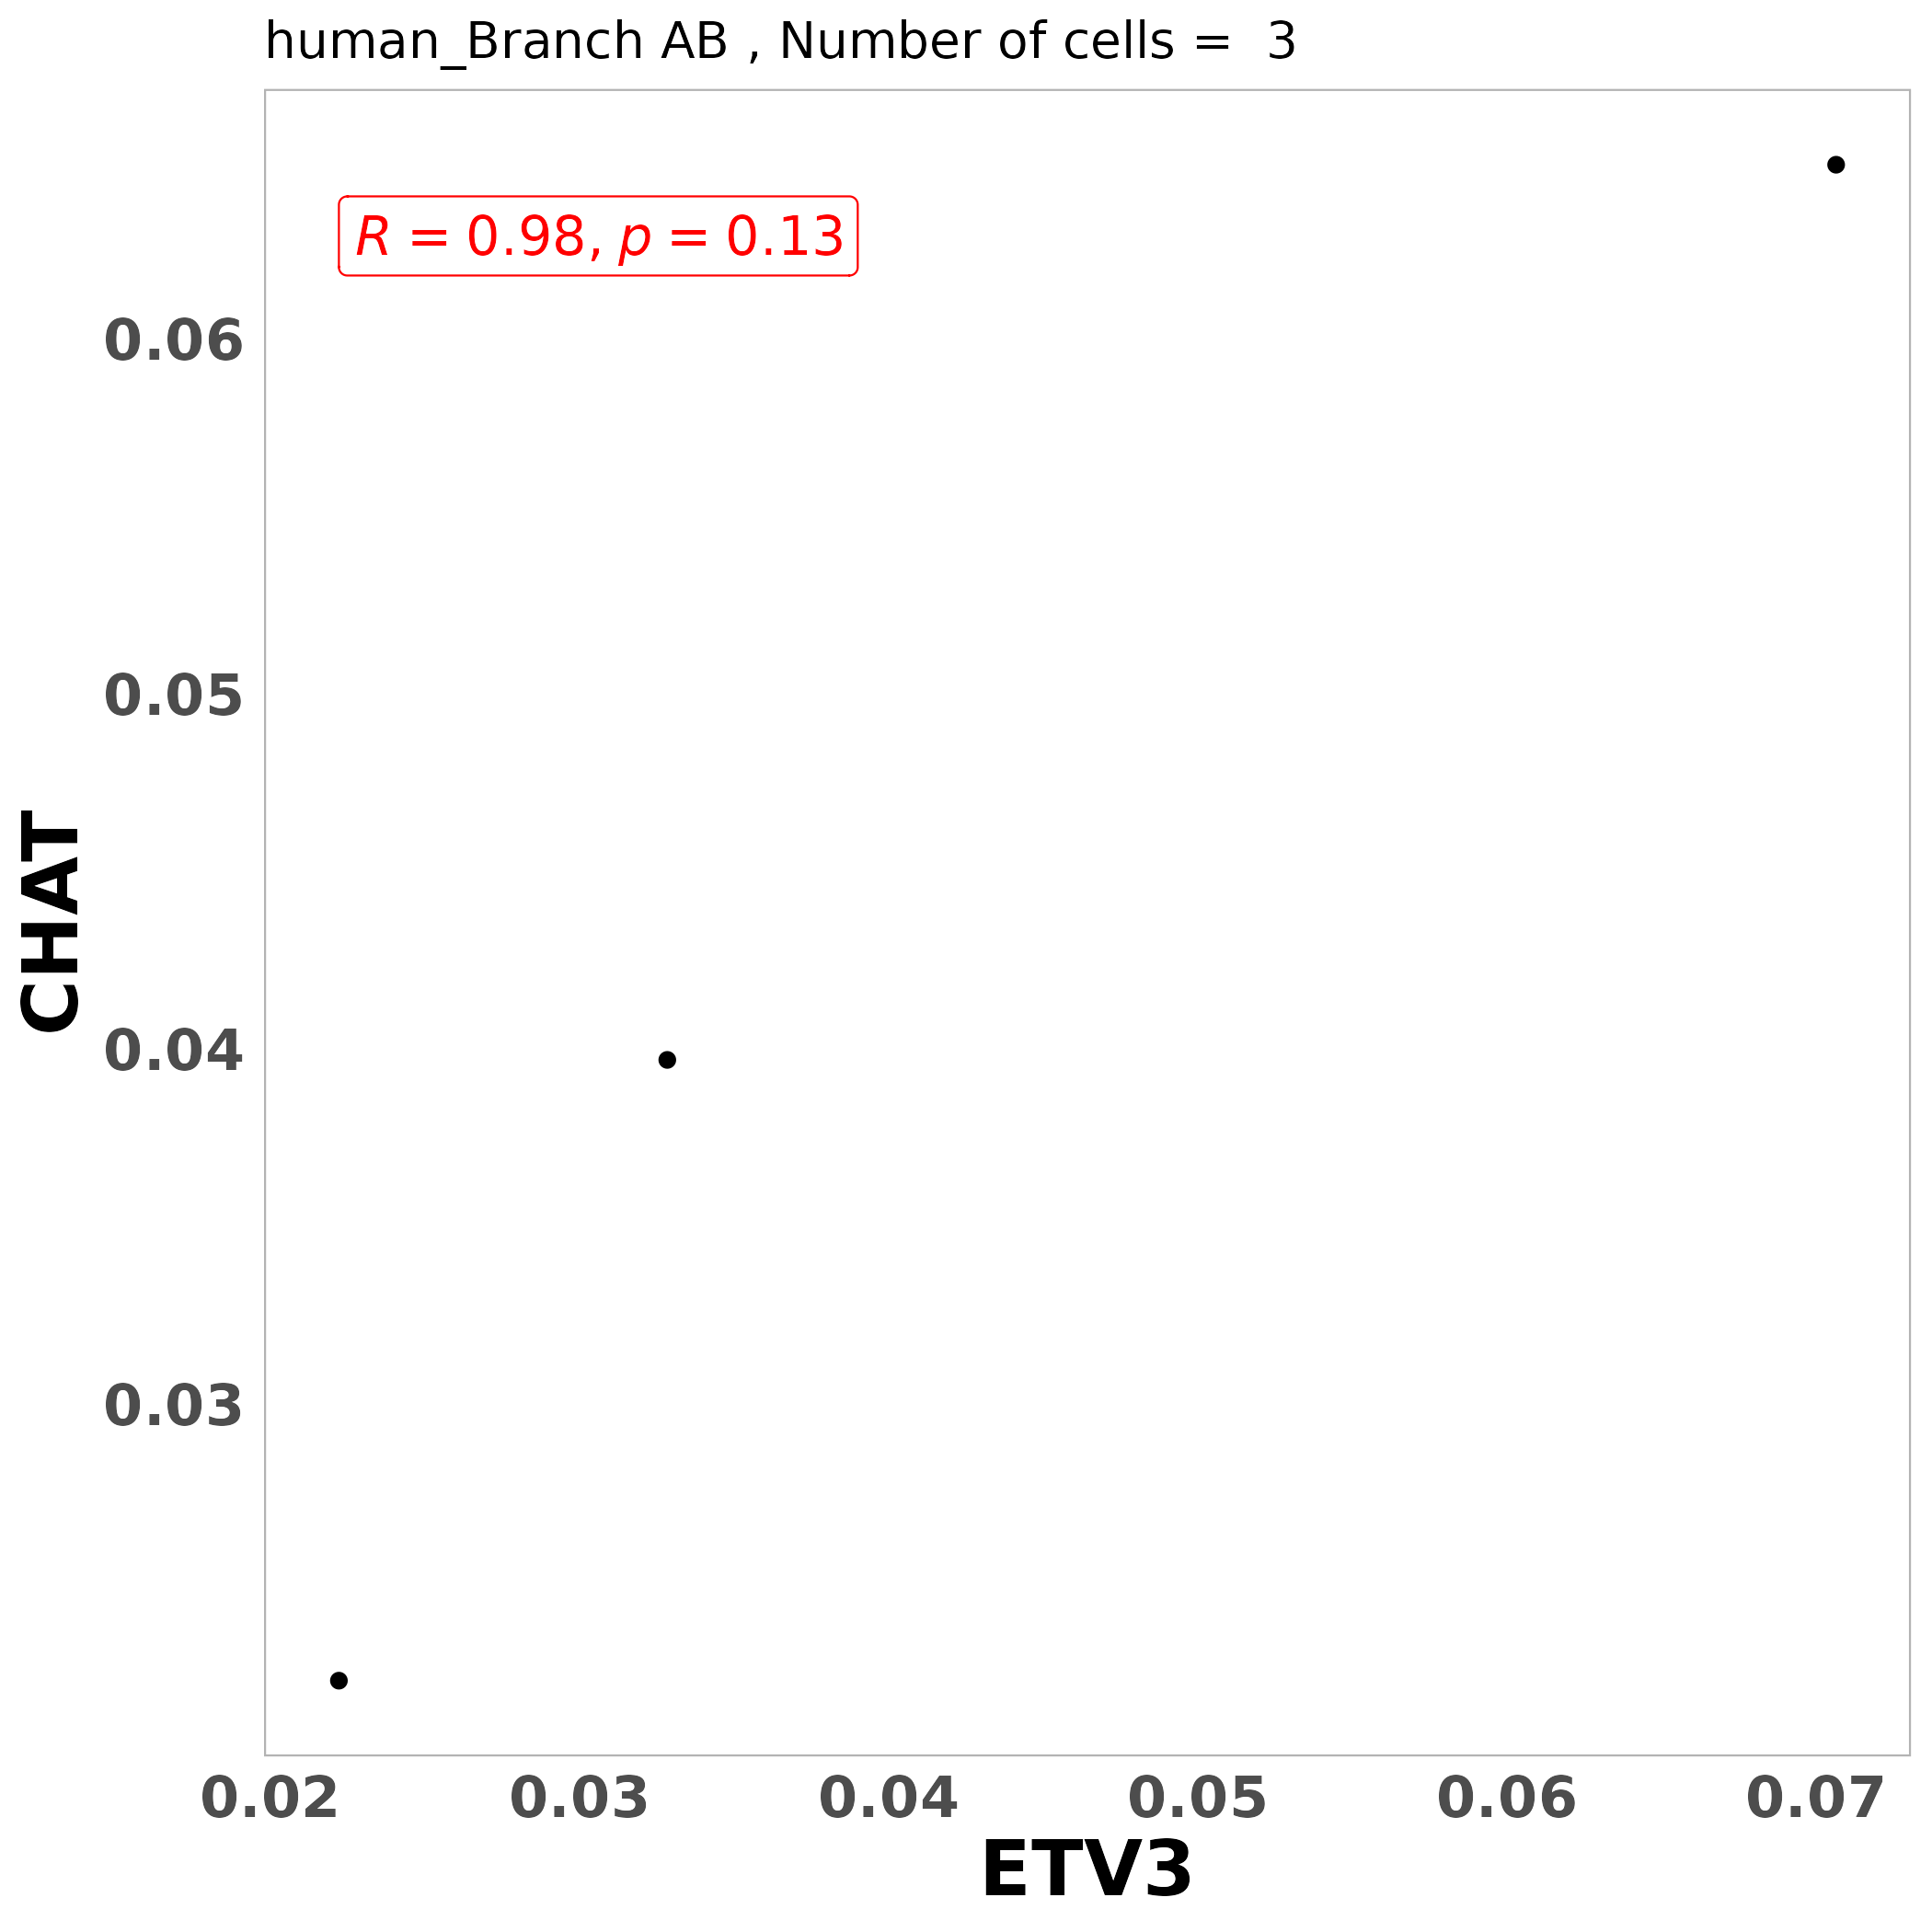 human_Branch AB , Number of cells =  3
R = 0.98, p = 0.13
0.06
0.05
0.04
0.03
CHAT
0.02 0.03 0.04 0.05 0.06 0.07
ETV3